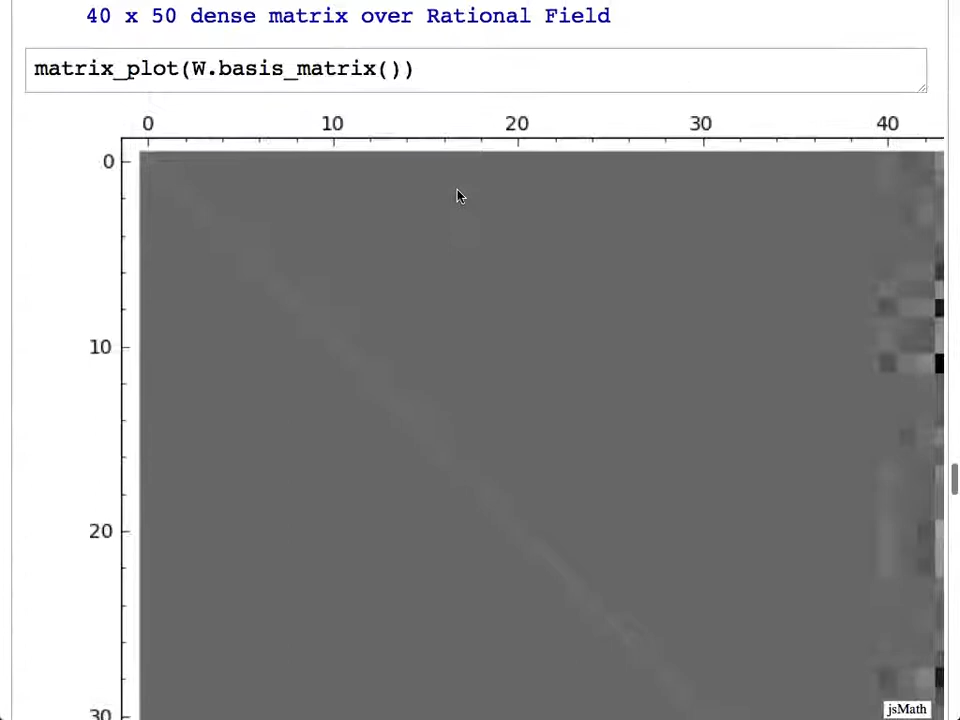 40 x 50 dense matrix over Rational Field
matrix_plot(W.basis_matrix())
0 10 20 30 40
0
10
20
30
jsMath